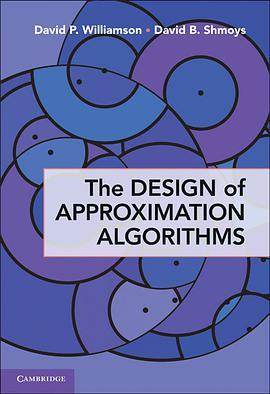 David P. Williamson • David B. Shmoys
The DESIGN of
APPROXIMATION
ALGORITHMS
CAMBRIDGE